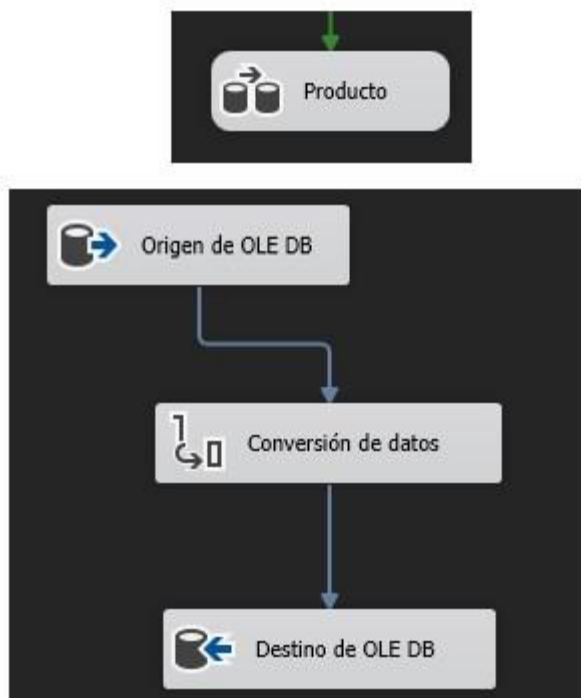 Producto
Origen de OLE DB
Conversión de datos
Destino de OLE DB